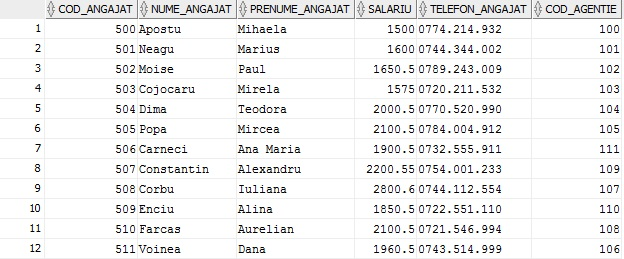 COD_ANGAJAT NUME_ANGAJAT PRENUME_ANGAJAT SALARIU TELEFON_ANGAJAT COD_AGENTIE
1 500 Apostu Mihaela 1500 0774.214.932 100
2 501 Neagu Marius 1600 0744.344.002 101
3 502 Moise Paul 1650.5 0789.243.009 102
4 503 Cojocaru Mirela 1575 0720.211.532 103
5 504 Dima Teodora 2000.5 0770.520.990 104
6 505 Popa Mircea 2100.5 0784.004.912 105
7 506 Carneci Ana Maria 1900.5 0732.555.911 111
8 507 Constantin Alexandru 2200.55 0754.001.233 109
9 508 Corbu Iuliana 2800.6 0744.112.554 107
10 509 Enciu Alina 1850.5 0722.551.110 110
11 510 Farcas Aurelian 2100.5 0721.546.994 108
12 511 Voinea Dana 1960.5 0743.514.999 106